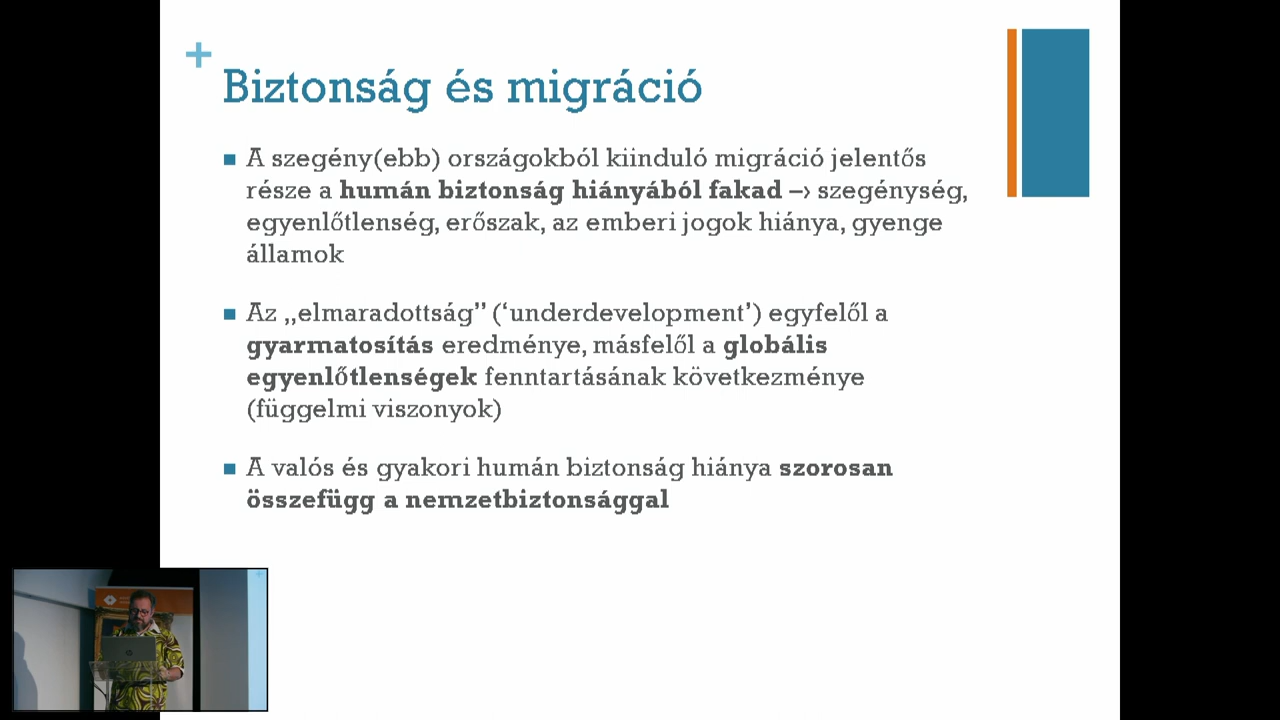 +
Biztonság és migráció
A szegény(ebb) országokból kiinduló migráció jelentős
része a humán biztonság hiányából fakad –› szegénység,
egyenlőtlenség, erőszak, az emberi jogok hiánya, gyenge
államok
Az „elmaradottság” (‘underdevelopment’) egyfelől a
gyarmatosítás eredménye, másfelől a globális
egyenlőtlenségek fenntartásának következménye
(függelmi viszonyok)
A valós és gyakori humán biztonság hiánya szorosan
összefügg a nemzetbiztonsággal